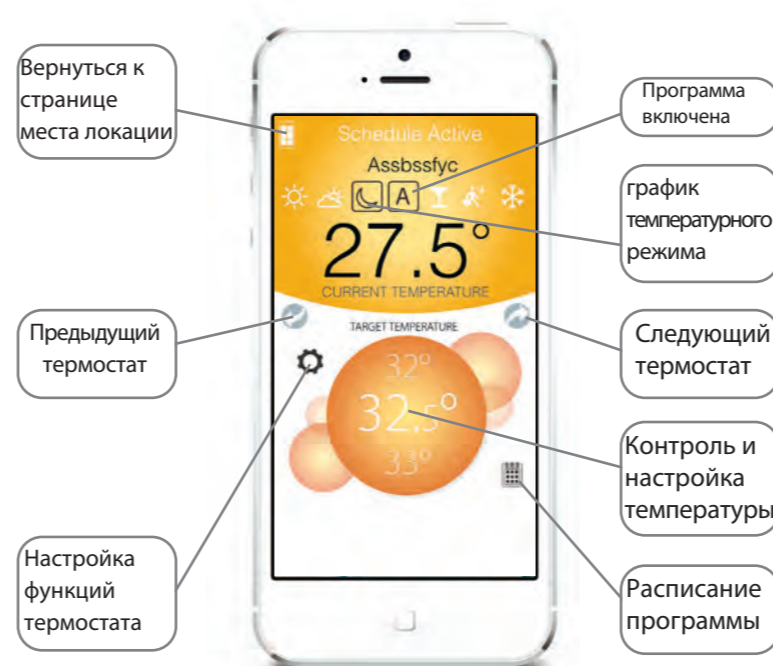 Вернуться к
странице
места локации
Программа
включена
график
температурного
режима
Предыдущий
термостат
Следующий
термостат
Контроль и
настройка
температуры
Настройка
функций
термостата
Расписание
программы
Schedule Active
Assbssfyc
A
27.5°
CURRENT TEMPERATURE
TARGET TEMPERATURE
32°
32.5°
33°